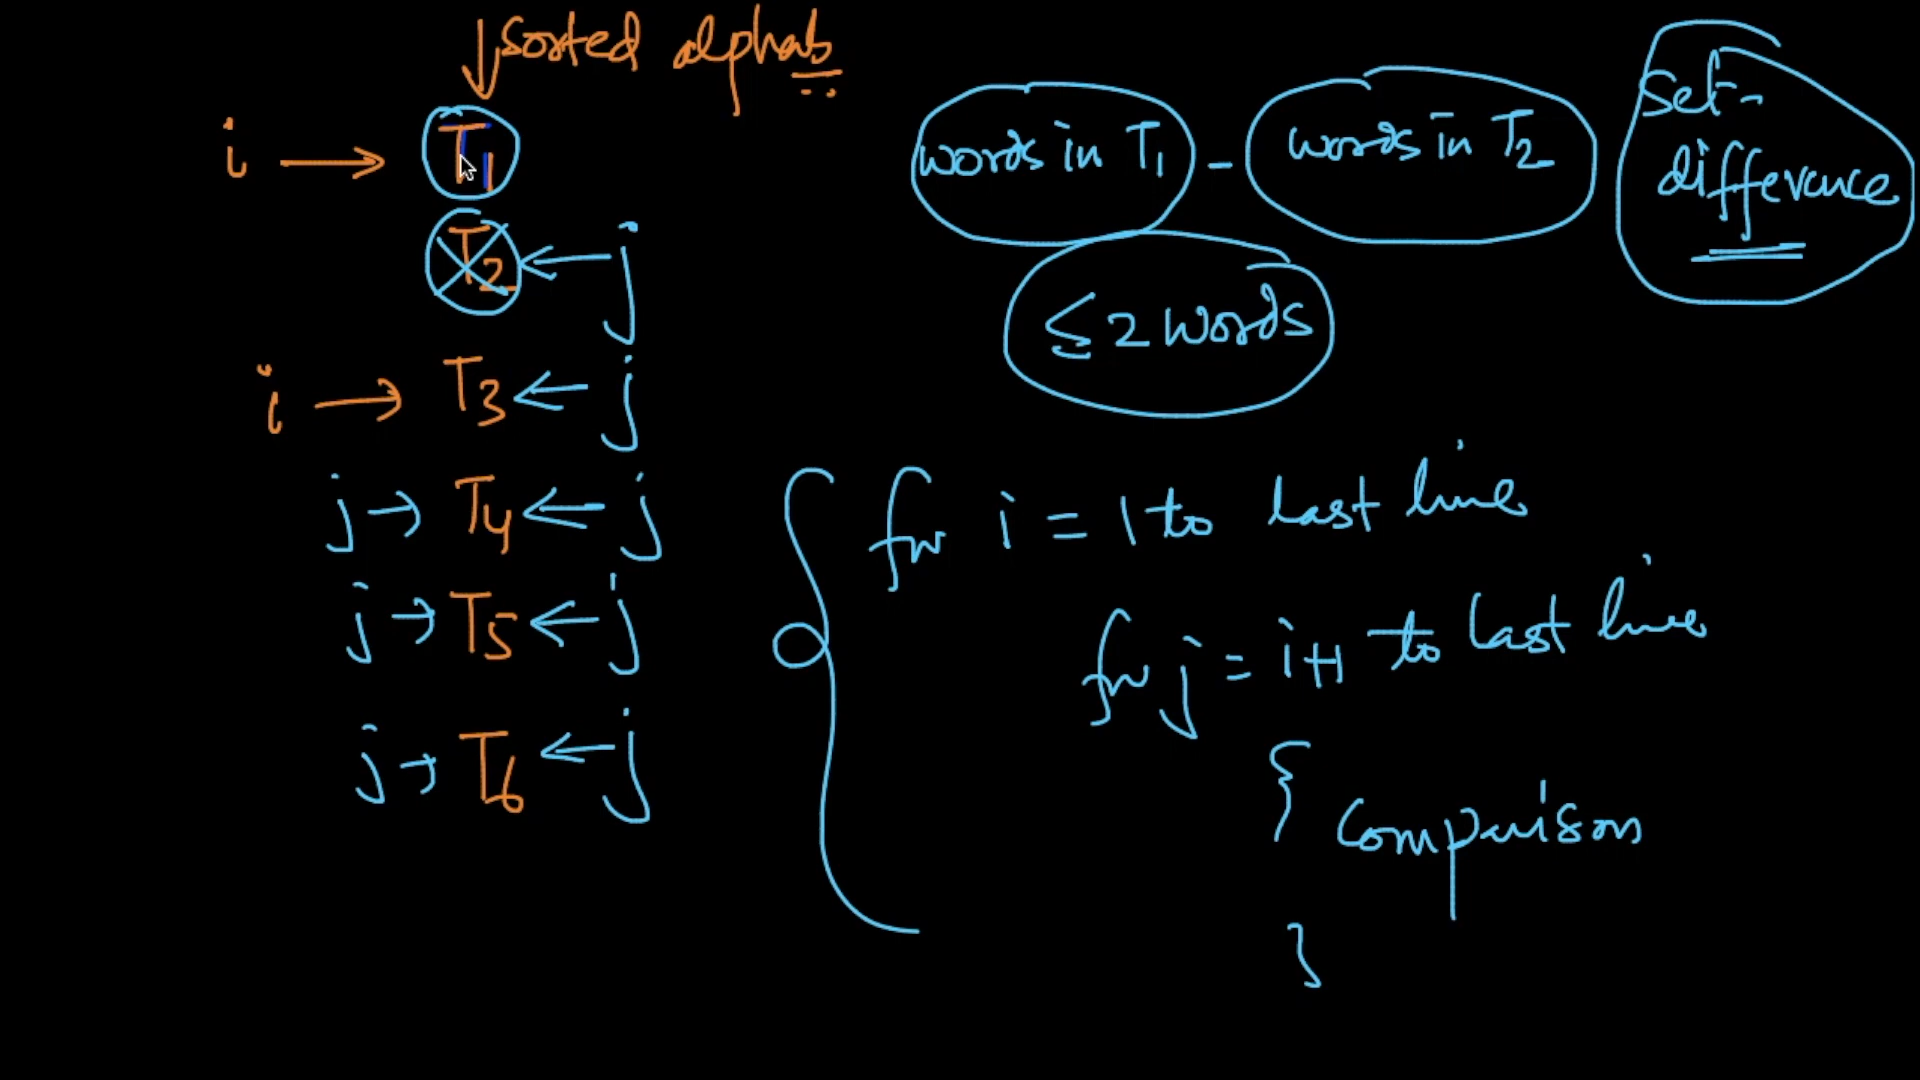 sorted alphab
i → T1
words in T1 - words in T2
Set-
difference
T2 ← j
≤ 2 words
i → T3 ← j
j → T4 ← j
for i = 1 to last line
j → T5 ← j
for j = i+1 to last line
j → T6 ← j
{ Comparison
}